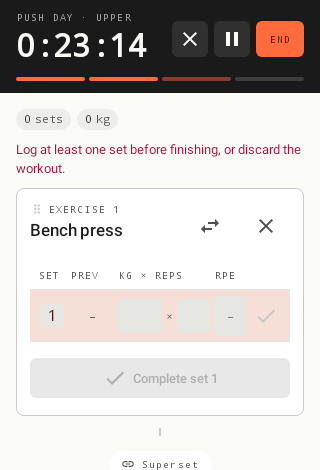 PUSH DAY · UPPER
0:23:14
END
0 sets
0 kg
Log at least one set before finishing, or discard the
workout.
EXERCISE 1
Bench press
SET PREV KG × REPS RPE
1 – × –
Complete set 1
Superset